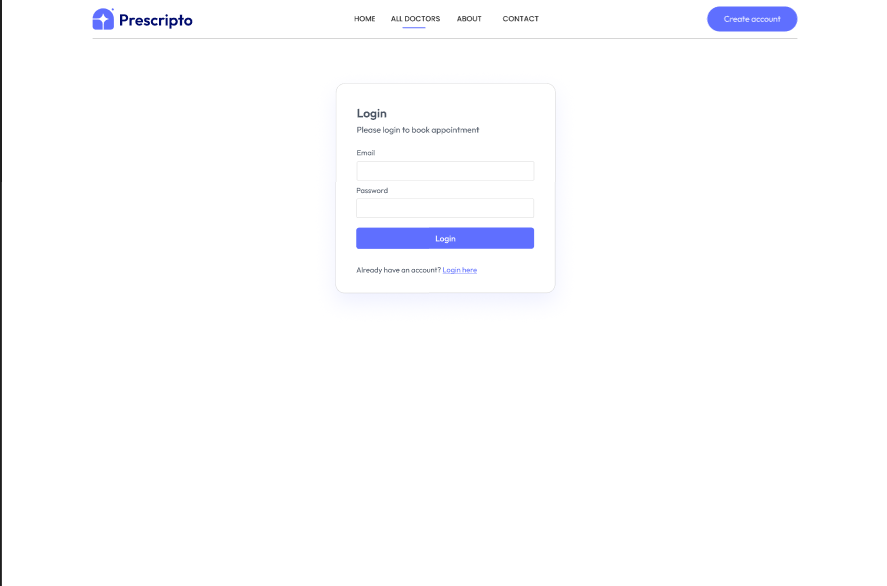 Prescripto
HOME ALL DOCTORS ABOUT CONTACT
Create account
Login
Please login to book appointment
Email
Password
Login
Already have an account? Login here